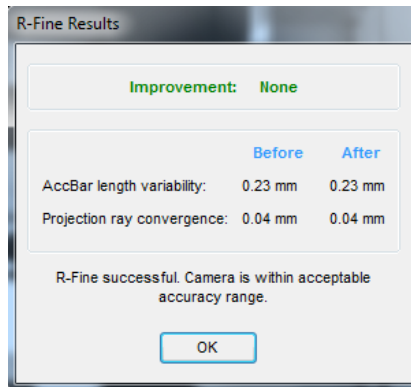 R-Fine Results
Improvement: None
Before After
AccBar length variability: 0.23 mm 0.23 mm
Projection ray convergence: 0.04 mm 0.04 mm
R-Fine successful. Camera is within acceptable
accuracy range.
OK